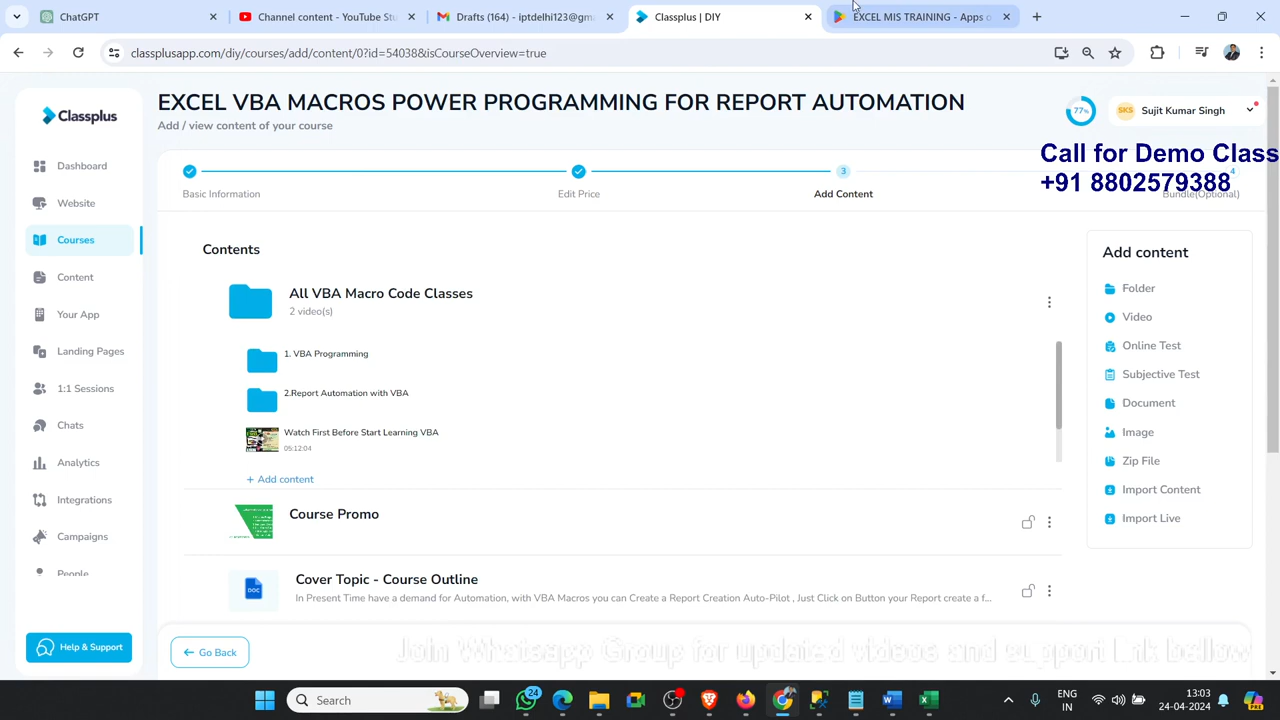 ChatGPT
Channel content - YouTube Stu
Drafts (164) - iptdelhi123@gma
Classplus | DIY
EXCEL MIS TRAINING - Apps o
classplusapp.com/diy/courses/add/content/0?id=54038&isCourseOverview=true
Classplus
EXCEL VBA MACROS POWER PROGRAMMING FOR REPORT AUTOMATION
Add / view content of your course
77%
SKS
Sujit Kumar Singh
Call for Demo Class
+91 8802579388
Basic Information
Edit Price
3
Add Content
4
Bundle(Optional)
Dashboard
Website
Courses
Content
Your App
Landing Pages
1:1 Sessions
Chats
Analytics
Integrations
Campaigns
People
Help & Support
Contents
All VBA Macro Code Classes
2 video(s)
1. VBA Programming
2.Report Automation with VBA
Watch First Before Start Learning VBA
05:12:04
+ Add content
Course Promo
DOC
Cover Topic - Course Outline
In Present Time have a demand for Automation, with VBA Macros you can Create a Report Creation Auto-Pilot , Just Click on Button your Report create a f...
Add content
Folder
Video
Online Test
Subjective Test
Document
Image
Zip File
Import Content
Import Live
Go Back
Join Whatsapp Group for updated videos and support Link bellow
Search
24
ENG
IN
13:03
24-04-2024